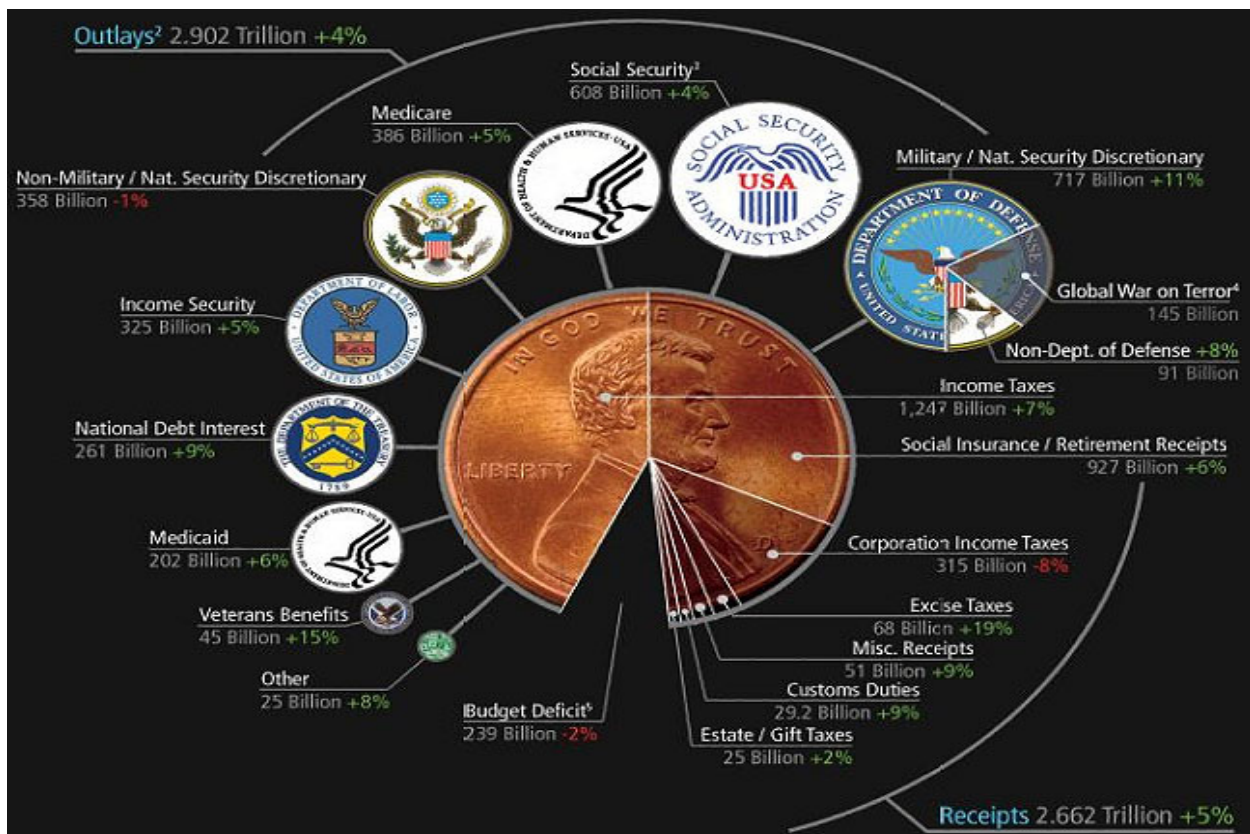 Outlays² 2.902 Trillion +4%
Social Security³
608 Billion +4%
Medicare
386 Billion +5%
Non-Military / Nat. Security Discretionary
358 Billion -1%
Income Security
325 Billion +5%
National Debt Interest
261 Billion +9%
Medicaid
202 Billion +6%
Veterans Benefits
45 Billion +15%
Other
25 Billion +8%
Budget Deficit⁵
239 Billion -2%
Military / Nat. Security Discretionary
717 Billion +11%
Global War on Terror⁴
145 Billion
Non-Dept. of Defense +8%
91 Billion
Income Taxes
1,247 Billion +7%
Social Insurance / Retirement Receipts
927 Billion +6%
Corporation Income Taxes
315 Billion -8%
Excise Taxes
68 Billion +19%
Misc. Receipts
51 Billion +9%
Customs Duties
29.2 Billion +9%
Estate / Gift Taxes
25 Billion +2%
Receipts 2.662 Trillion +5%
SOCIAL SECURITY
USA
ADMINISTRATION
DEPARTMENT OF HEALTH & HUMAN SERVICES·USA
DEPARTMENT OF DEFENSE
UNITED STATE
DEPARTMENT OF LABOR
UNITED STATES OF AMERICA
THE DEPARTMENT OF THE TREASURY
1789
IN GOD WE TRUST
LIBERTY
D